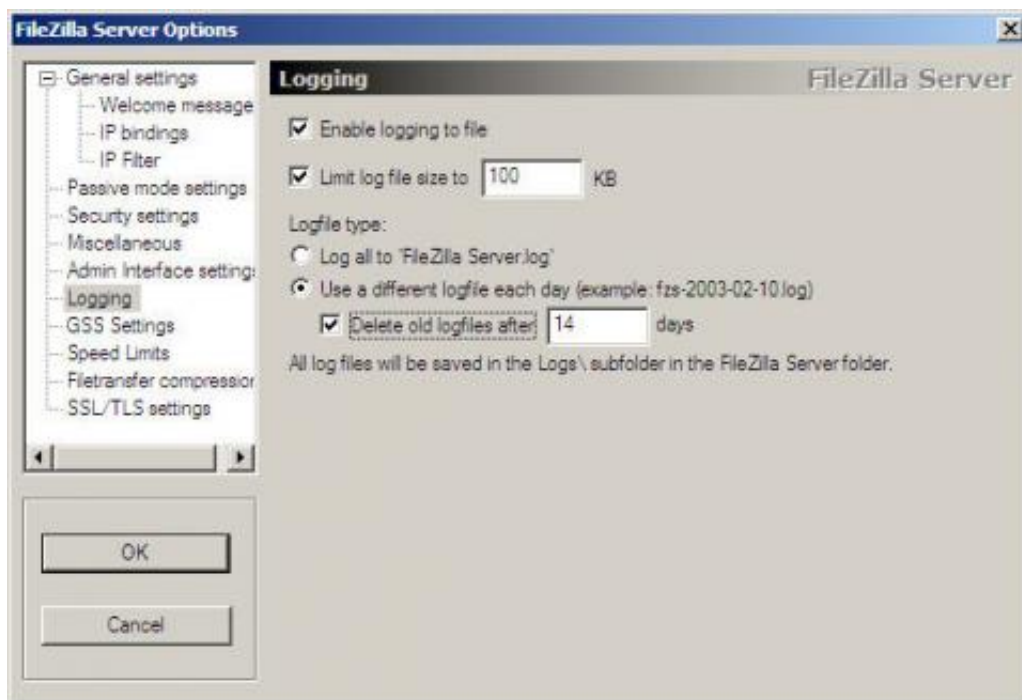 FileZilla Server Options
General settings
Welcome message
IP bindings
IP Filter
Passive mode settings
Security settings
Miscellaneous
Admin Interface setting
Logging
GSS Settings
Speed Limits
Filetransfer compression
SSL/TLS settings
OK
Cancel
Logging
FileZilla Server
Enable logging to file
Limit log file size to 100 KB
Logfile type:
Log all to 'FileZilla Server.log'
Use a different logfile each day (example: fzs-2003-02-10.log)
Delete old logfiles after 14 days
All log files will be saved in the Logs\ subfolder in the FileZilla Server folder.